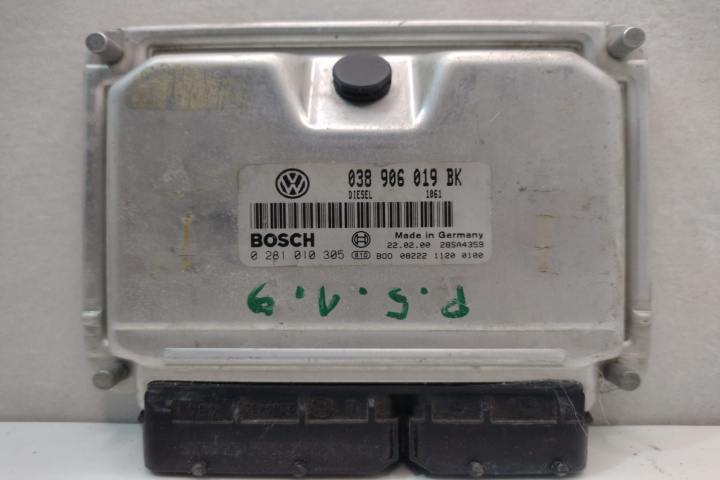 038 906 019 BK
DIESEL 1061
BOSCH
Made in Germany
22.02.00 28SA4359
0 281 010 305 B00 08222 1120 0100
P.S.1.9